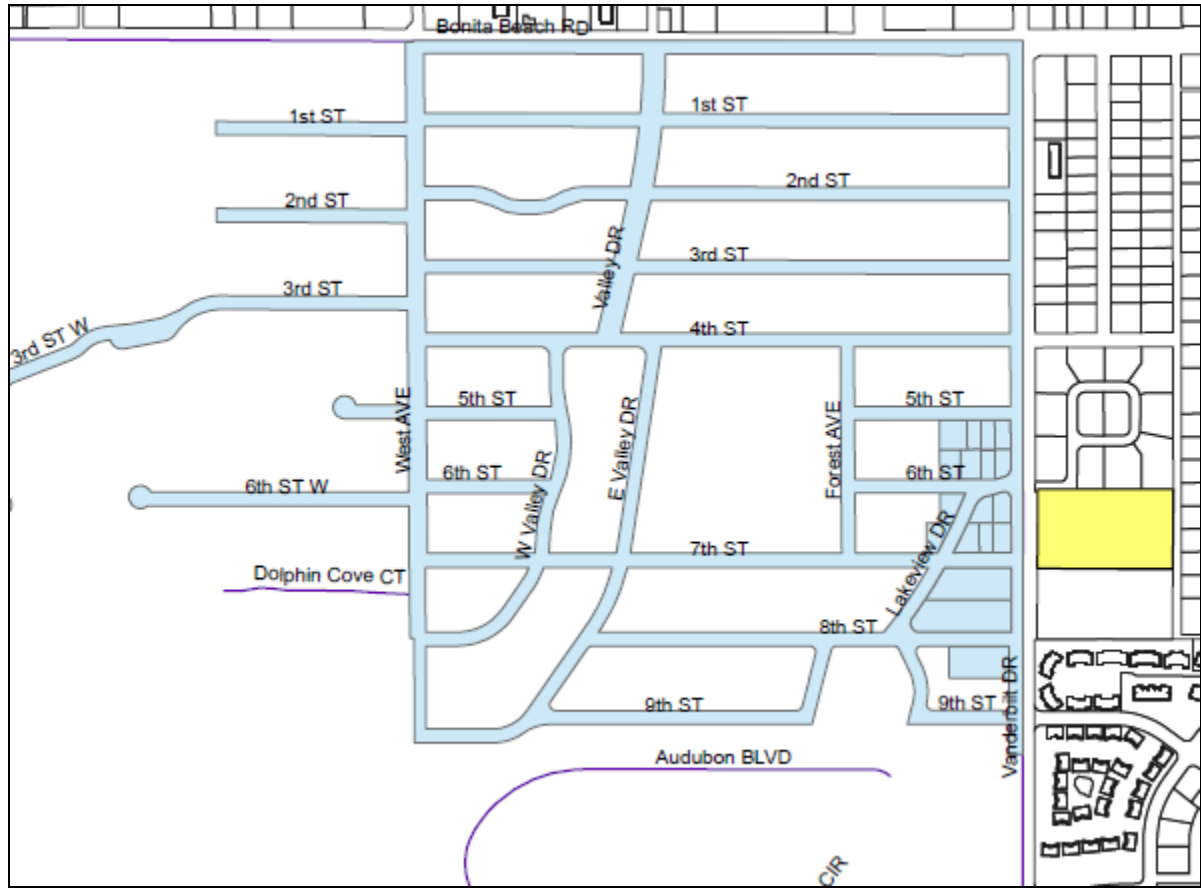 Bonita Beach RD
1st ST
1st ST
2nd ST
2nd ST
3rd ST
Valley DR
3rd ST
3rd ST W
4th ST
West AVE
5th ST
E Valley DR
Forest AVE
5th ST
6th ST
6th ST
6th ST W
W Valley DR
Lakeview DR
7th ST
Dolphin Cove CT
8th ST
Vanderbilt DR
9th ST
9th ST
Audubon BLVD
CIR